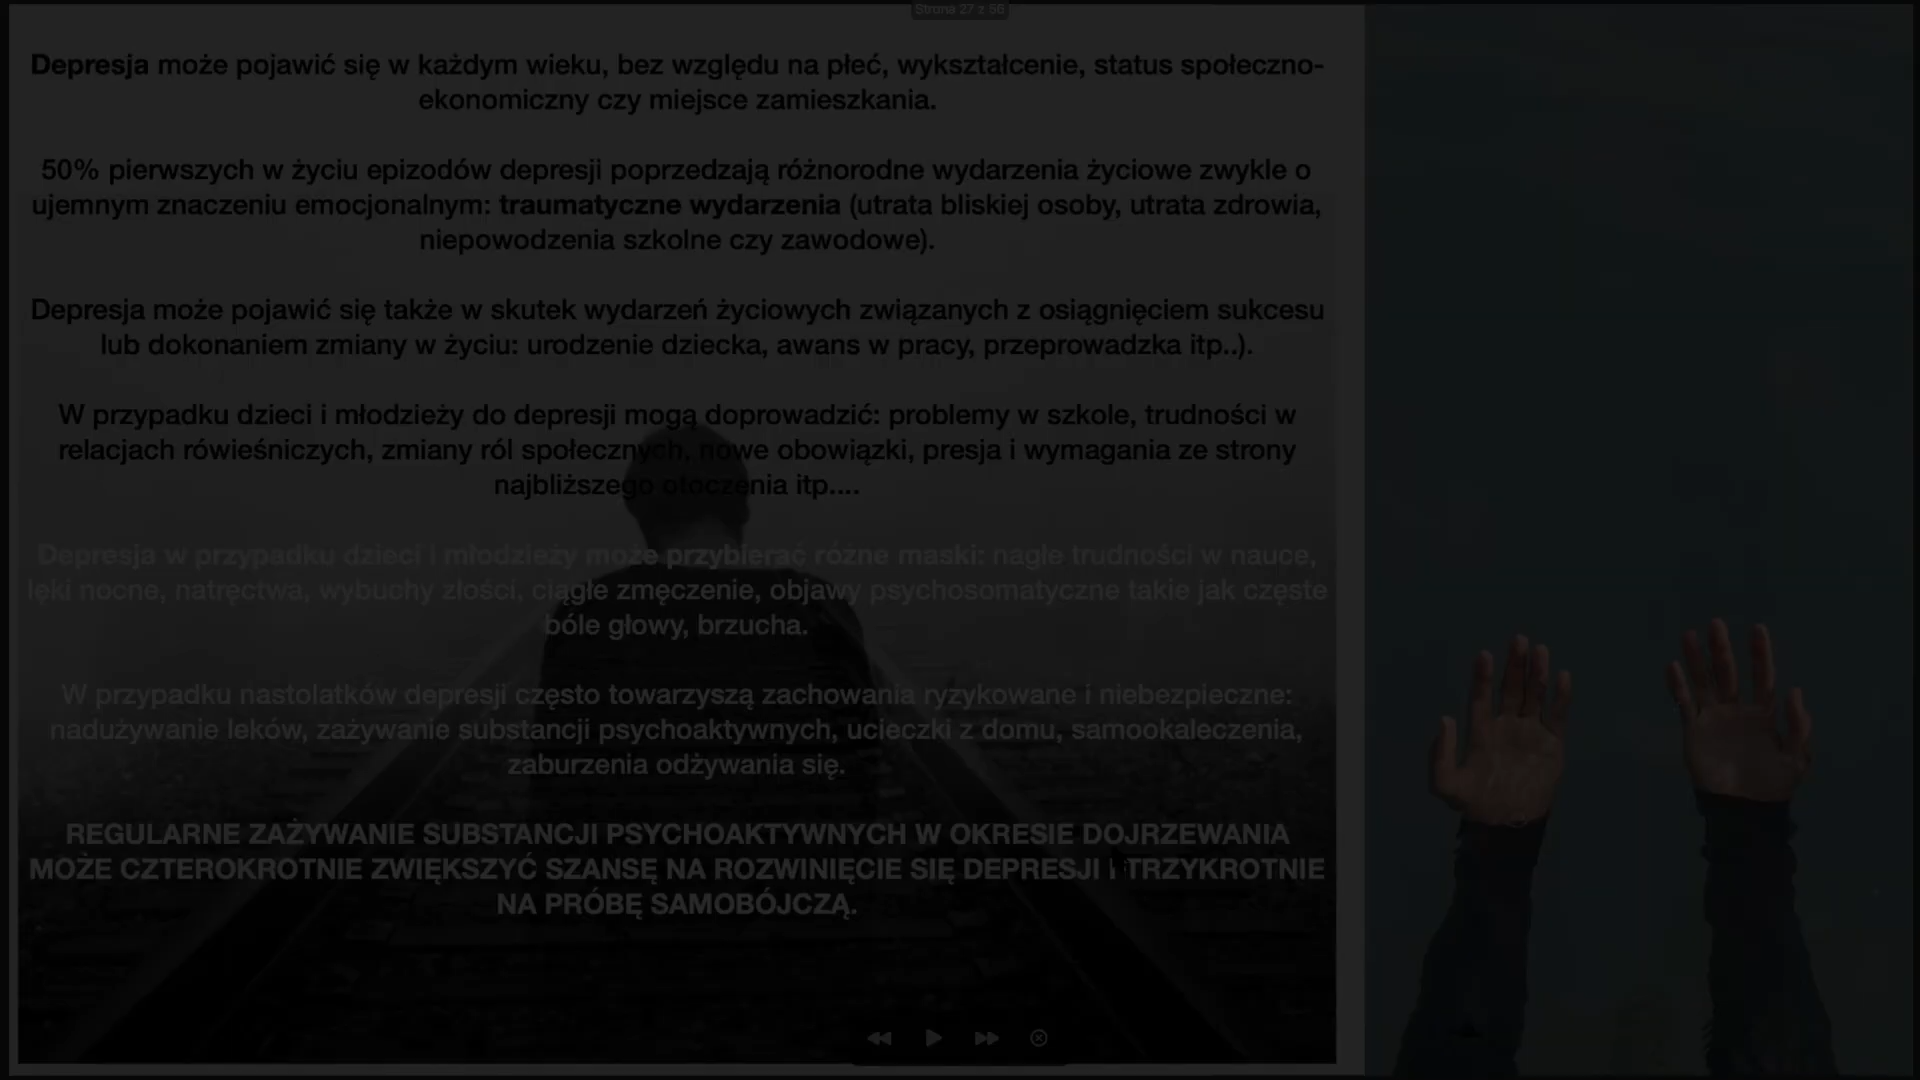 Strona 27 z 56
Depresja może pojawić się w każdym wieku, bez względu na płeć, wykształcenie, status społeczno-
ekonomiczny czy miejsce zamieszkania.
50% pierwszych w życiu epizodów depresji poprzedzają różnorodne wydarzenia życiowe zwykle o
ujemnym znaczeniu emocjonalnym: traumatyczne wydarzenia (utrata bliskiej osoby, utrata zdrowia,
niepowodzenia szkolne czy zawodowe).
Depresja może pojawić się także w skutek wydarzeń życiowych związanych z osiągnięciem sukcesu
lub dokonaniem zmiany w życiu: urodzenie dziecka, awans w pracy, przeprowadzka itp..).
W przypadku dzieci i młodzieży do depresji mogą doprowadzić: problemy w szkole, trudności w
relacjach rówieśniczych, zmiany ról społecznych, nowe obowiązki, presja i wymagania ze strony
najbliższego otoczenia itp....
Depresja w przypadku dzieci i młodzieży może przybierać różne maski: nagłe trudności w nauce,
lęki nocne, natręctwa, wybuchy złości, ciągłe zmęczenie, objawy psychosomatyczne takie jak częste
bóle głowy, brzucha.
W przypadku nastolatków depresji często towarzyszą zachowania ryzykowane i niebezpieczne:
nadużywanie leków, zażywanie substancji psychoaktywnych, ucieczki z domu, samookaleczenia,
zaburzenia odżywania się.
REGULARNE ZAŻYWANIE SUBSTANCJI PSYCHOAKTYWNYCH W OKRESIE DOJRZEWANIA
MOŻE CZTEROKROTNIE ZWIĘKSZYĆ SZANSĘ NA ROZWINIĘCIE SIĘ DEPRESJI I TRZYKROTNIE
NA PRÓBĘ SAMOBÓJCZĄ.